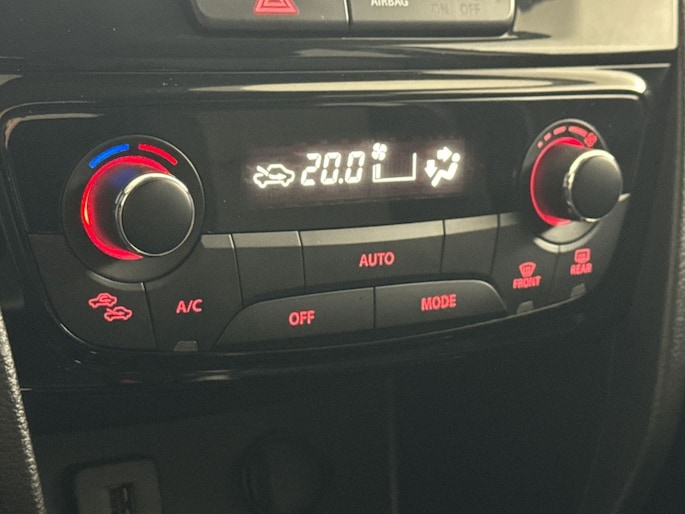 AIRBAG
ON OFF
20.0
AUTO
A/C
OFF
MODE
FRONT
REAR